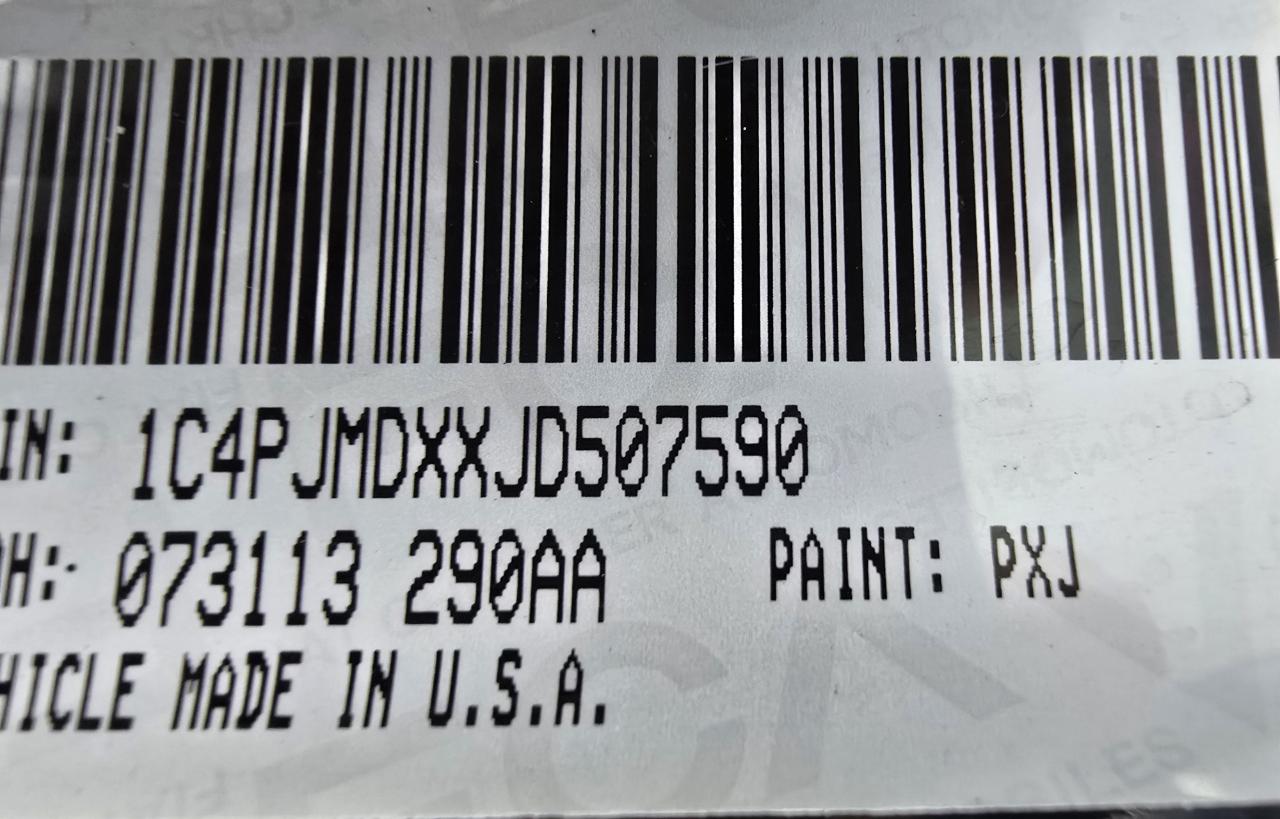 IN: 1C4PJMDXXJD507590
H: 073113 290AA PAINT: PXJ
HICLE MADE IN U.S.A.